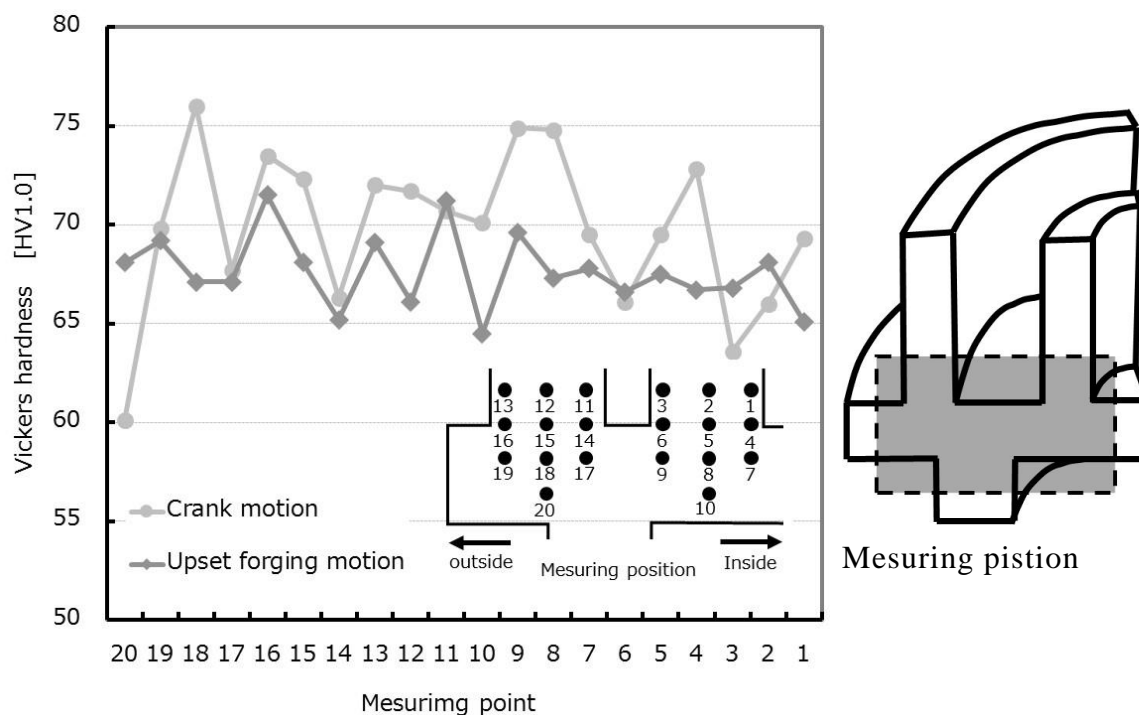 80
75
70
65
60
55
50
Vickers hardness [HV1.0]
Crank motion
Upset forging motion
13 12 11 3 2 1
16 15 14 6 5 4
19 18 17 9 8 7
20 10
outside Mesuring position Inside
20 19 18 17 16 15 14 13 12 11 10 9 8 7 6 5 4 3 2 1
Mesurimg point
Mesuring pistion